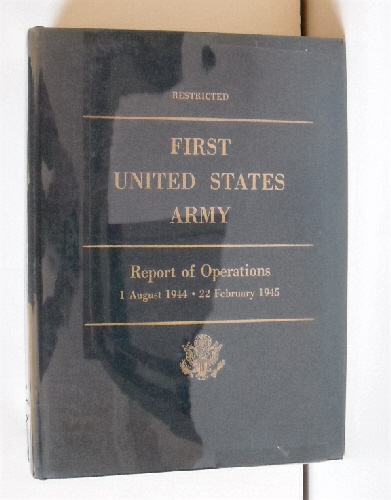 RESTRICTED
FIRST
UNITED STATES
ARMY
Report of Operations
1 August 1944 • 22 February 1945